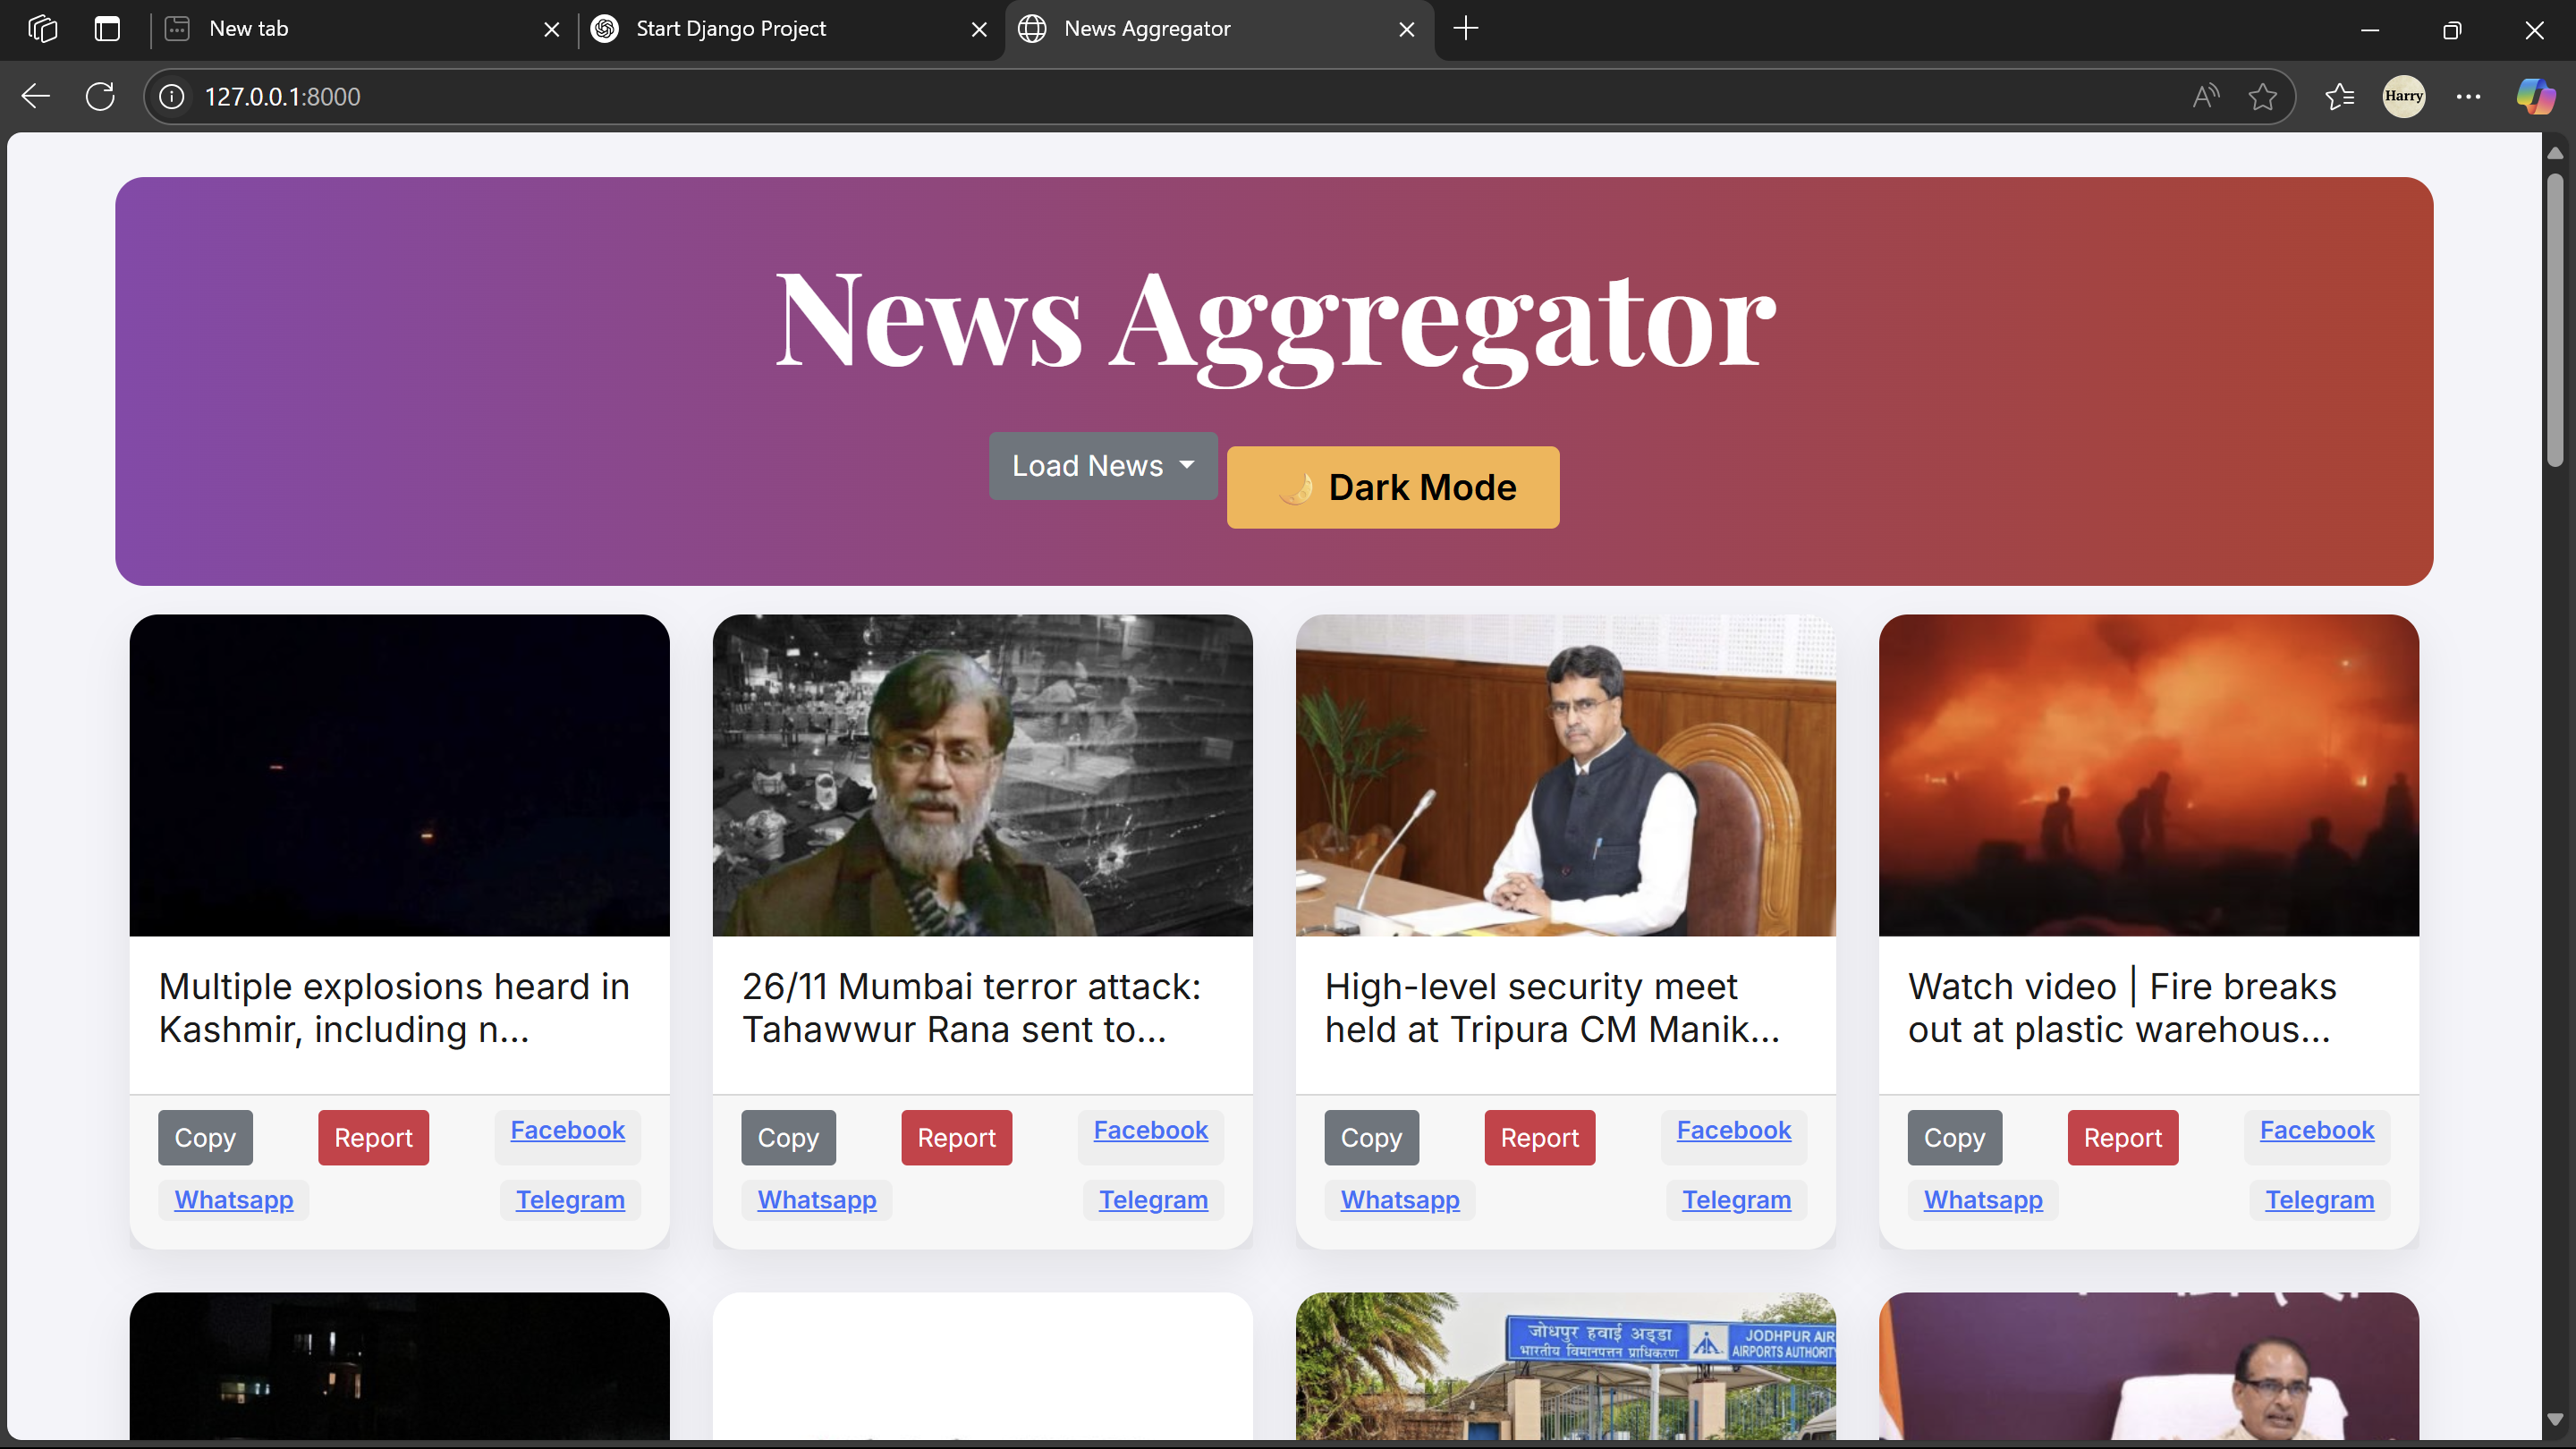 New tab
Start Django Project
News Aggregator
127.0.0.1:8000
Harry
News Aggregator
Load News
🌙 Dark Mode
Multiple explosions heard in
Kashmir, including n...
26/11 Mumbai terror attack:
Tahawwur Rana sent to...
High-level security meet
held at Tripura CM Manik...
Watch video | Fire breaks
out at plastic warehous...
Copy Report Facebook
Whatsapp Telegram
Copy Report Facebook
Whatsapp Telegram
Copy Report Facebook
Whatsapp Telegram
Copy Report Facebook
Whatsapp Telegram
जोधपुर हवाई अड्डा JODHPUR AIR
भारतीय विमानपत्तन प्राधिकरण AIRPORTS AUTHORIT